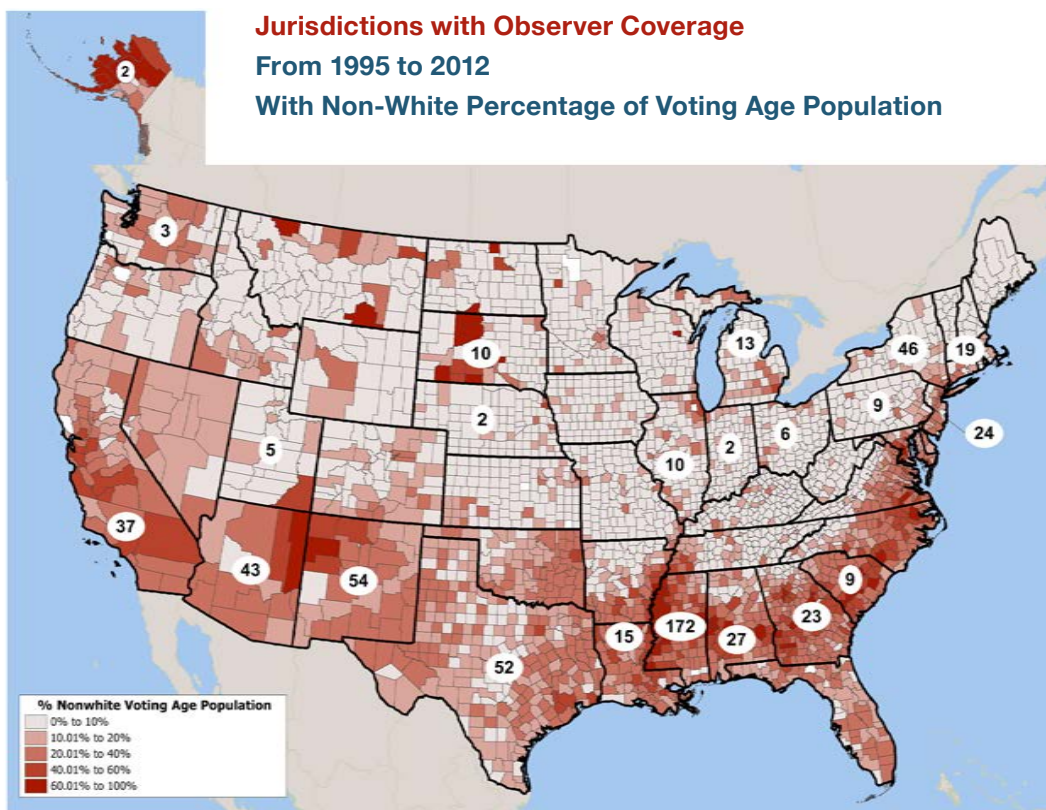 Jurisdictions with Observer Coverage
From 1995 to 2012
With Non-White Percentage of Voting Age Population
2
3
10
13
46
19
2
9
24
5
10
2
6
37
43
54
9
23
15
172
27
52
% Nonwhite Voting Age Population
0% to 10%
10.01% to 20%
20.01% to 40%
40.01% to 60%
60.01% to 100%